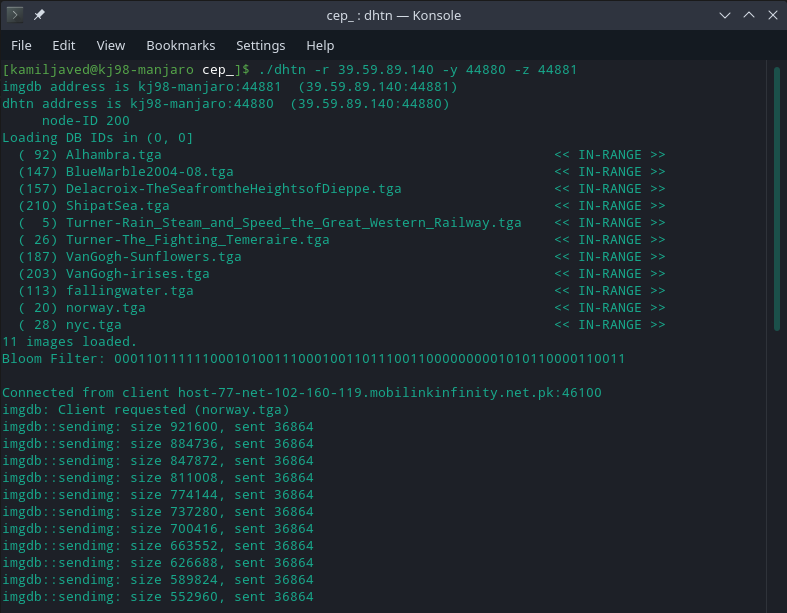 cep_ : dhtn — Konsole
File Edit View Bookmarks Settings Help
[kamiljaved@kj98-manjaro cep_]$ ./dhtn -r 39.59.89.140 -y 44880 -z 44881
imgdb address is kj98-manjaro:44881  (39.59.89.140:44881)
dhtn address is kj98-manjaro:44880  (39.59.89.140:44880)
     node-ID 200
Loading DB IDs in (0, 0]
  ( 92) Alhambra.tga                                                 << IN-RANGE >>
  (147) BlueMarble2004-08.tga                                        << IN-RANGE >>
  (157) Delacroix-TheSeafromtheHeightsofDieppe.tga                   << IN-RANGE >>
  (210) ShipatSea.tga                                                << IN-RANGE >>
  (  5) Turner-Rain_Steam_and_Speed_the_Great_Western_Railway.tga    << IN-RANGE >>
  ( 26) Turner-The_Fighting_Temeraire.tga                            << IN-RANGE >>
  (187) VanGogh-Sunflowers.tga                                       << IN-RANGE >>
  (203) VanGogh-irises.tga                                           << IN-RANGE >>
  (113) fallingwater.tga                                             << IN-RANGE >>
  ( 20) norway.tga                                                   << IN-RANGE >>
  ( 28) nyc.tga                                                      << IN-RANGE >>
11 images loaded.
Bloom Filter: 0001101111110001010011100010011011100110000000001010110000110011
Connected from client host-77-net-102-160-119.mobilinkinfinity.net.pk:46100
imgdb: Client requested (norway.tga)
imgdb::sendimg: size 921600, sent 36864
imgdb::sendimg: size 884736, sent 36864
imgdb::sendimg: size 847872, sent 36864
imgdb::sendimg: size 811008, sent 36864
imgdb::sendimg: size 774144, sent 36864
imgdb::sendimg: size 737280, sent 36864
imgdb::sendimg: size 700416, sent 36864
imgdb::sendimg: size 663552, sent 36864
imgdb::sendimg: size 626688, sent 36864
imgdb::sendimg: size 589824, sent 36864
imgdb::sendimg: size 552960, sent 36864